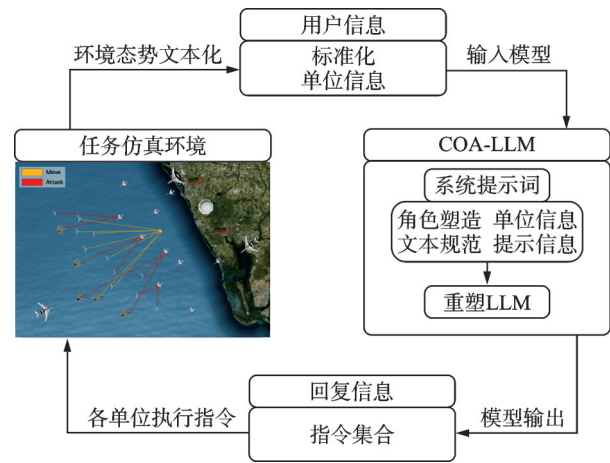 用户信息
环境态势文本化
标准化
单位信息
输入模型
任务仿真环境
Move
Attack
COA-LLM
系统提示词
角色塑造 单位信息
文本规范 提示信息
重塑LLM
回复信息
各单位执行指令
指令集合
模型输出